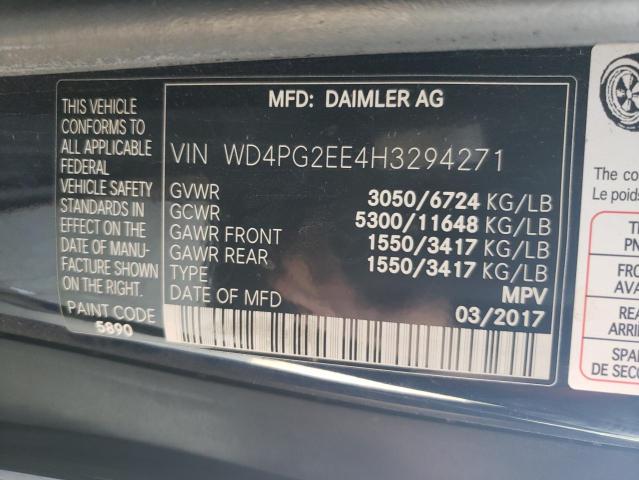 MFD: DAIMLER AG
THIS VEHICLE
CONFORMS TO
ALL APPLICABLE
FEDERAL
VEHICLE SAFETY
STANDARDS IN
EFFECT ON THE
DATE OF MANU-
FACTURE SHOWN
ON THE RIGHT.
PAINT CODE
5890
VIN WD4PG2EE4H3294271
GVWR 3050/6724 KG/LB
GCWR 5300/11648 KG/LB
GAWR FRONT 1550/3417 KG/LB
GAWR REAR 1550/3417 KG/LB
TYPE MPV
DATE OF MFD 03/2017
The co
Le poids
FRO
AVA
REA
ARRI
SPAR
DE SECO